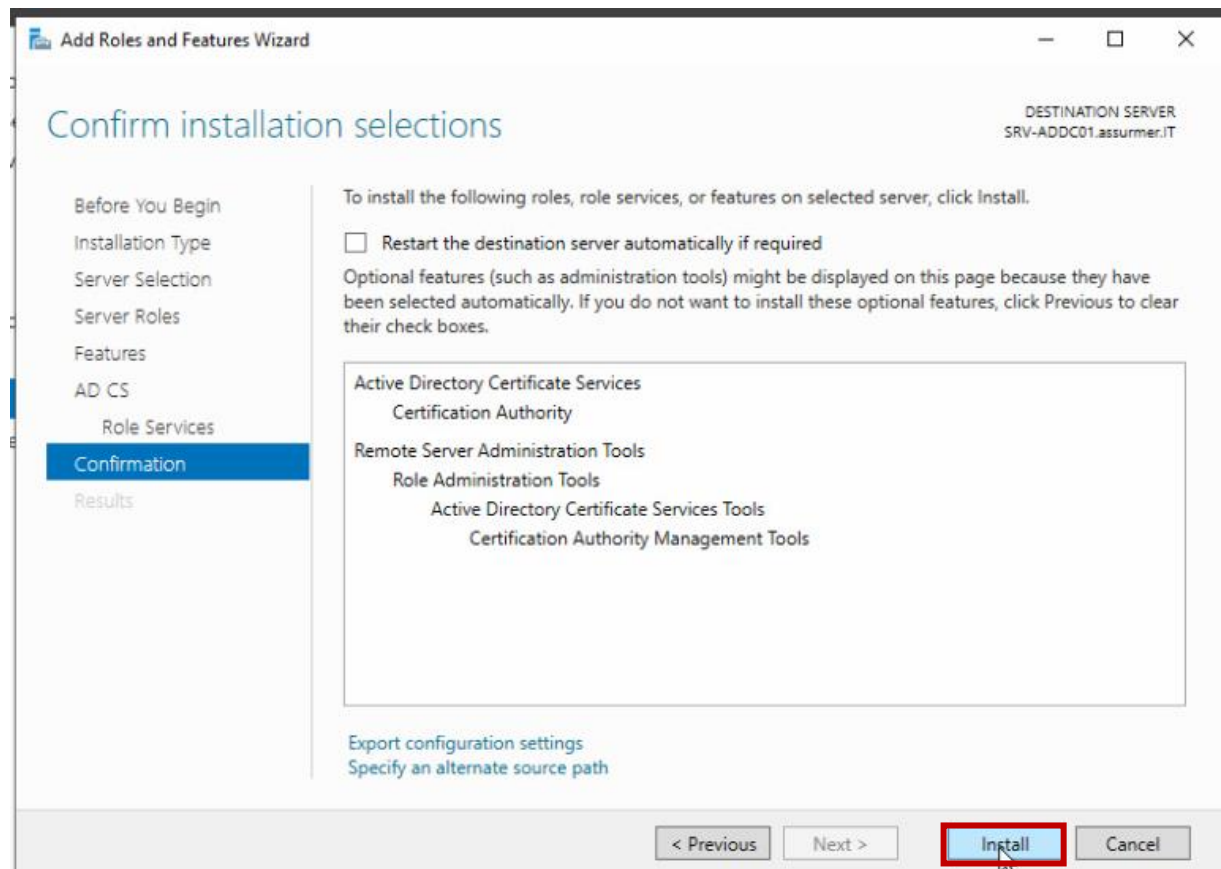 Add Roles and Features Wizard
Confirm installation selections
DESTINATION SERVER
SRV-ADDC01.assurmer.IT
Before You Begin
Installation Type
Server Selection
Server Roles
Features
AD CS
Role Services
Confirmation
Results
To install the following roles, role services, or features on selected server, click Install.
Restart the destination server automatically if required
Optional features (such as administration tools) might be displayed on this page because they have
been selected automatically. If you do not want to install these optional features, click Previous to clear
their check boxes.
Active Directory Certificate Services
Certification Authority
Remote Server Administration Tools
Role Administration Tools
Active Directory Certificate Services Tools
Certification Authority Management Tools
Export configuration settings
Specify an alternate source path
< Previous
Next >
Install
Cancel